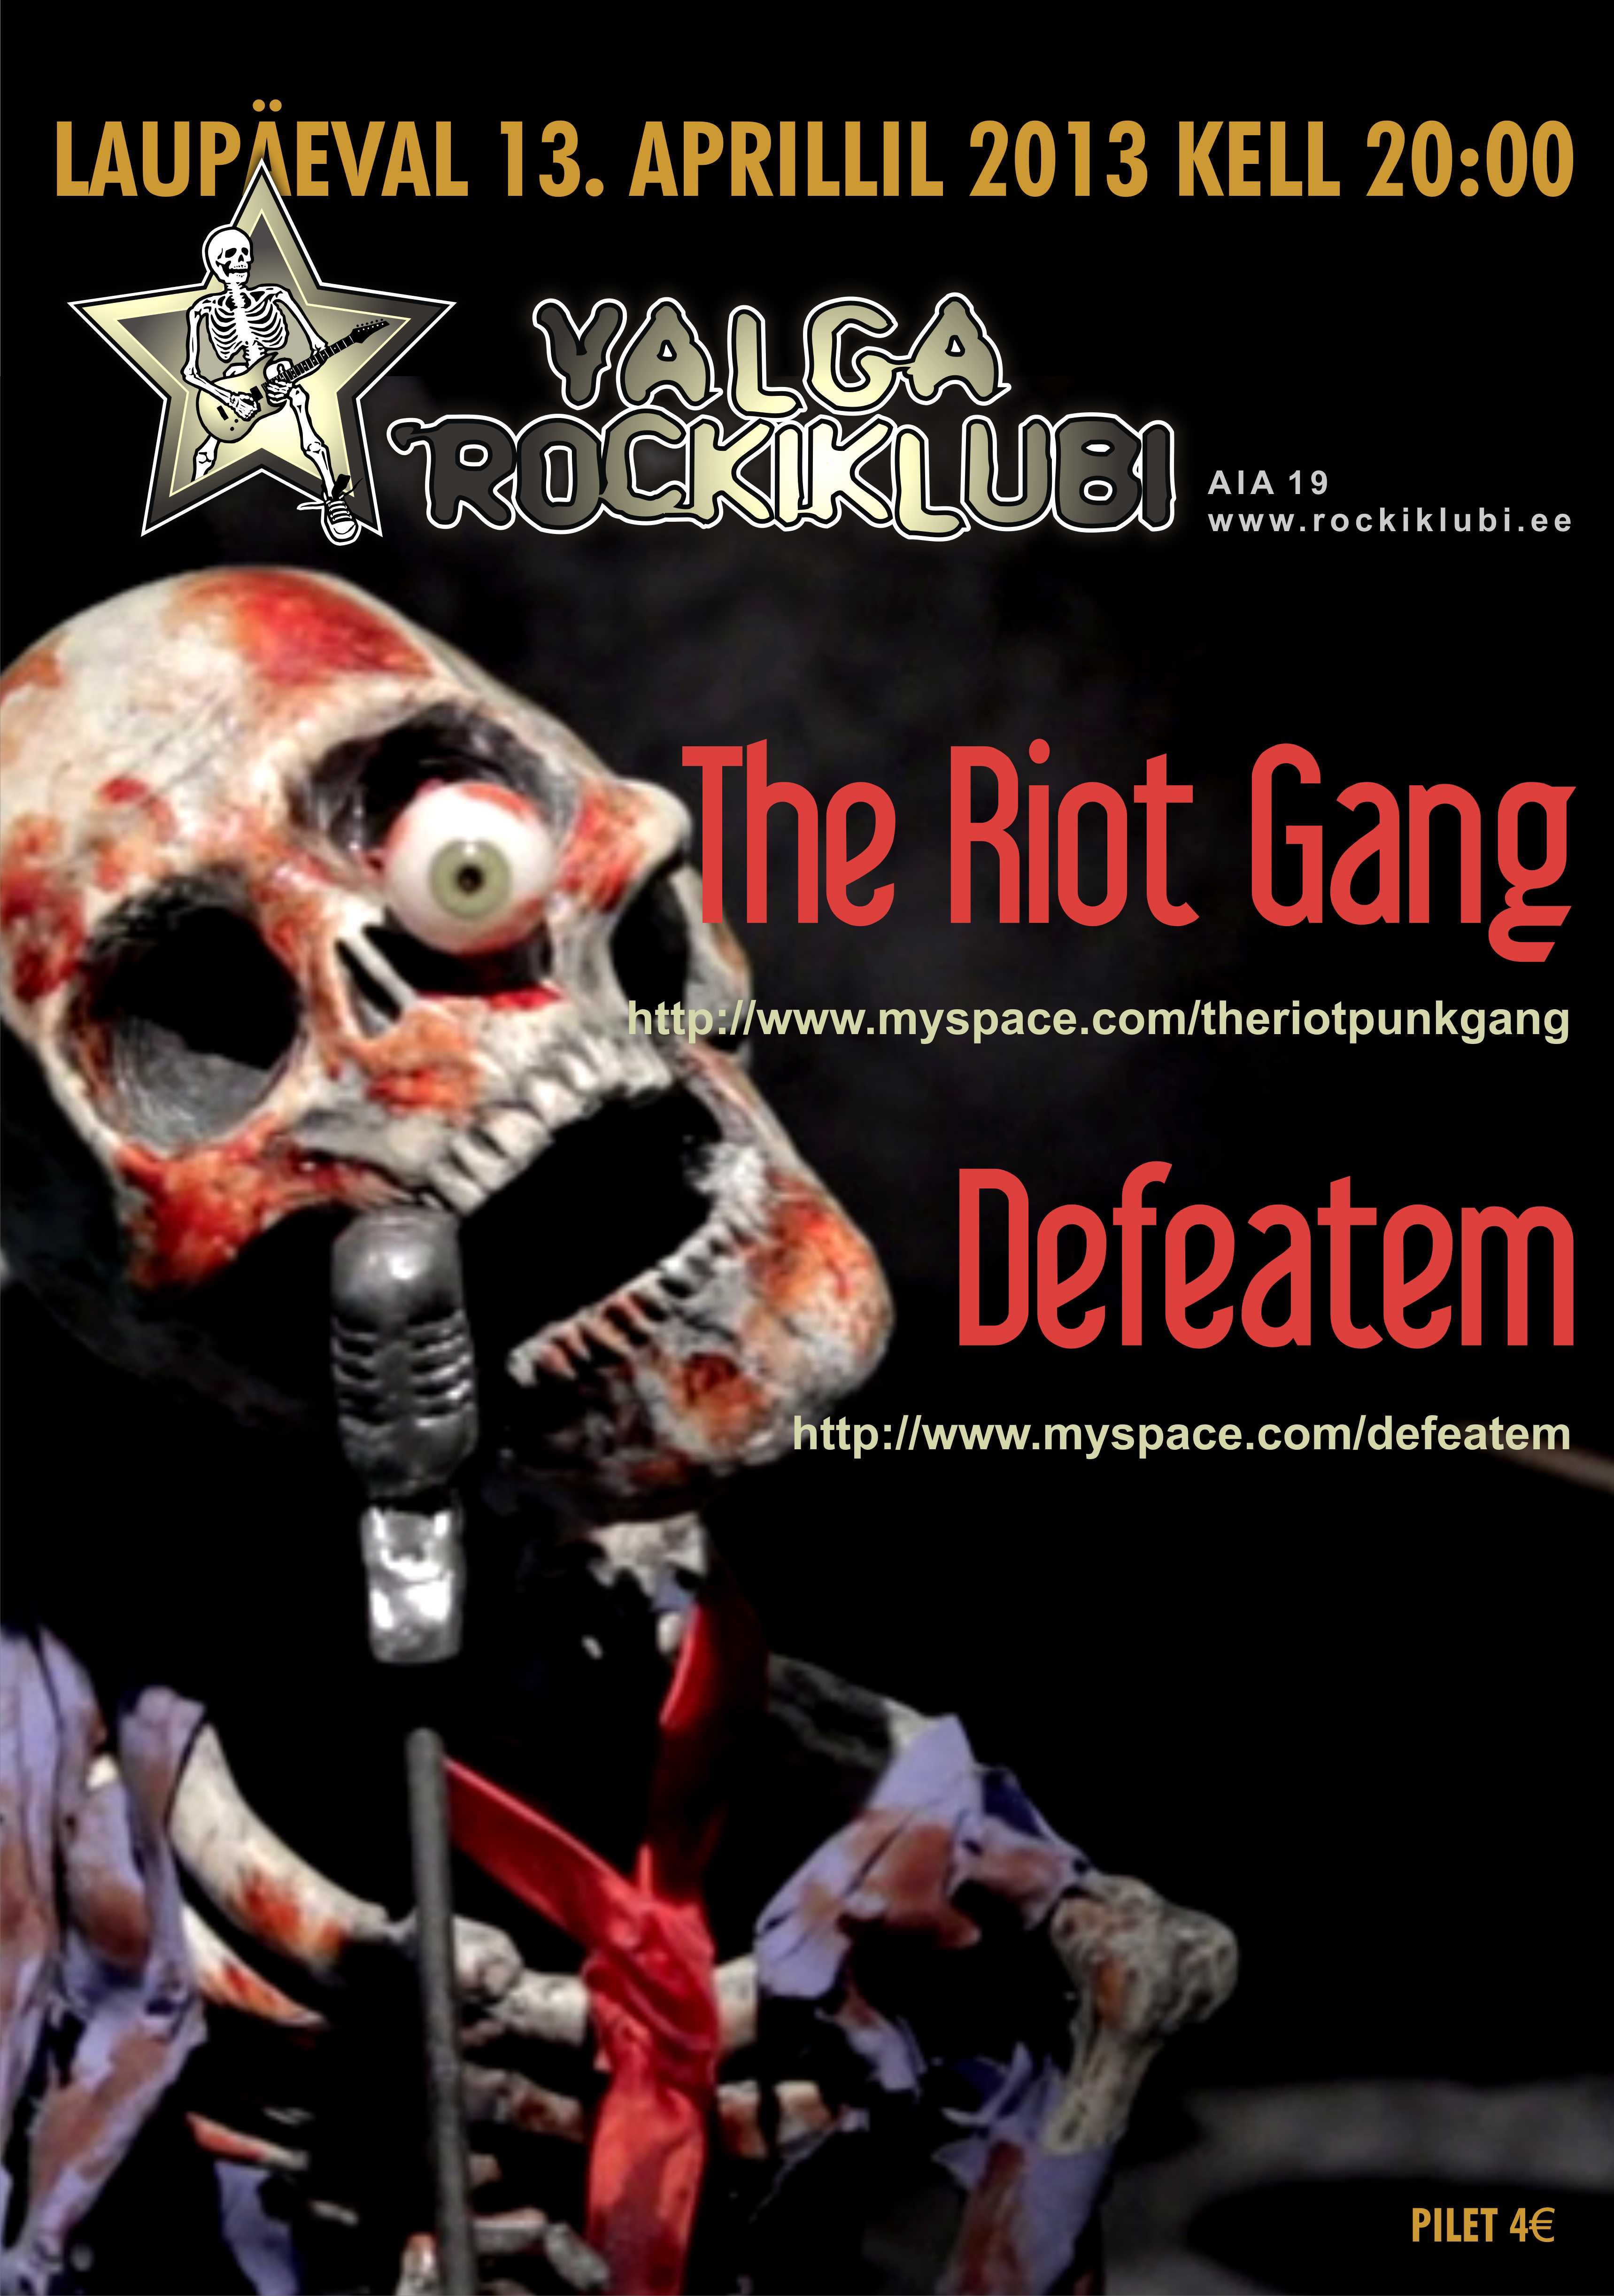 LAUPÄEVAL 13. APRILLIL 2013 KELL 20:00
VALGA
ROCKIKLUBI
AIA 19
www.rockiklubi.ee
The Riot Gang
http://www.myspace.com/theriotpunkgang
Defeatem
http://www.myspace.com/defeatem
PILET 4€